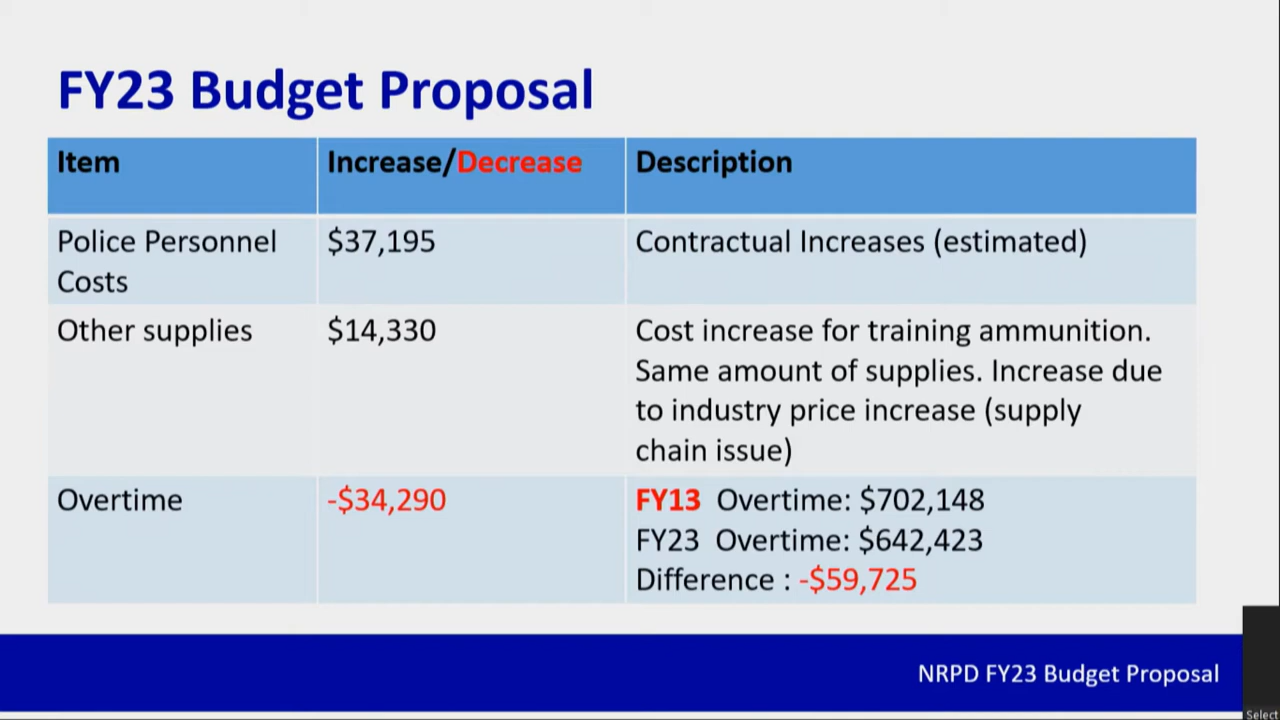 FY23 Budget Proposal
Item Increase/Decrease Description
Police Personnel Costs $37,195 Contractual Increases (estimated)
Other supplies $14,330 Cost increase for training ammunition.
Same amount of supplies. Increase due
to industry price increase (supply
chain issue)
Overtime -$34,290 FY13 Overtime: $702,148
FY23 Overtime: $642,423
Difference : -$59,725
NRPD FY23 Budget Proposal
Select